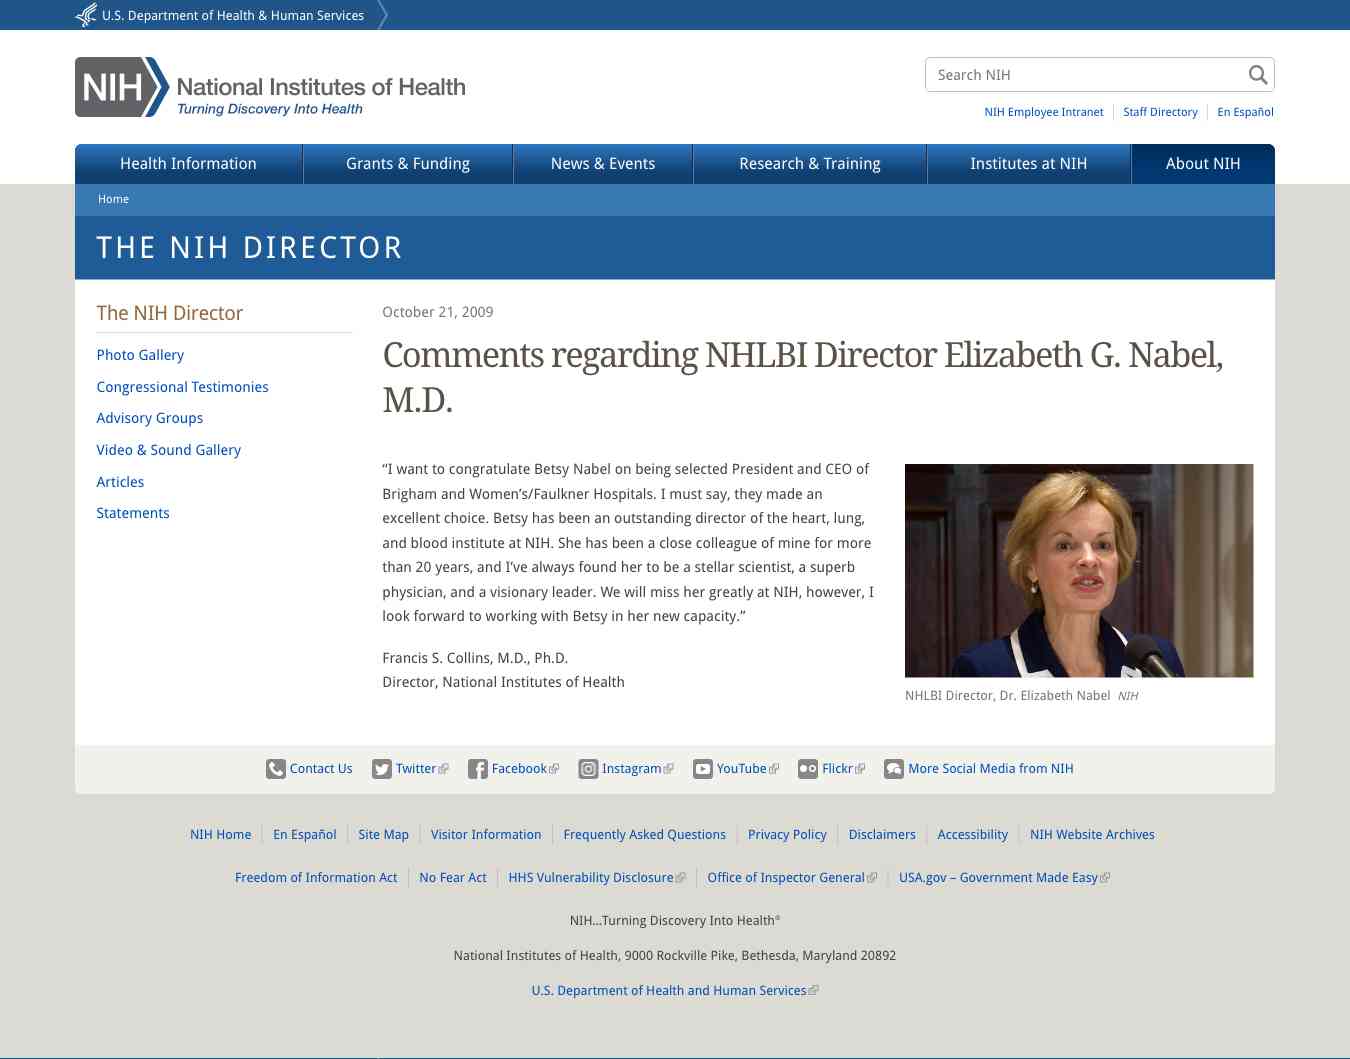 U.S. Department of Health & Human Services
NIH National Institutes of Health
Turning Discovery Into Health
Search NIH
NIH Employee Intranet Staff Directory En Español
Health Information Grants & Funding News & Events Research & Training Institutes at NIH About NIH
Home
THE NIH DIRECTOR
The NIH Director
Photo Gallery
Congressional Testimonies
Advisory Groups
Video & Sound Gallery
Articles
Statements
October 21, 2009
Comments regarding NHLBI Director Elizabeth G. Nabel,
M.D.
“I want to congratulate Betsy Nabel on being selected President and CEO of
Brigham and Women’s/Faulkner Hospitals. I must say, they made an
excellent choice. Betsy has been an outstanding director of the heart, lung,
and blood institute at NIH. She has been a close colleague of mine for more
than 20 years, and I’ve always found her to be a stellar scientist, a superb
physician, and a visionary leader. We will miss her greatly at NIH, however, I
look forward to working with Betsy in her new capacity.”
Francis S. Collins, M.D., Ph.D.
Director, National Institutes of Health
NHLBI Director, Dr. Elizabeth Nabel NIH
Contact Us Twitter Facebook Instagram YouTube Flickr More Social Media from NIH
NIH Home En Español Site Map Visitor Information Frequently Asked Questions Privacy Policy Disclaimers Accessibility NIH Website Archives
Freedom of Information Act No Fear Act HHS Vulnerability Disclosure Office of Inspector General USA.gov – Government Made Easy
NIH…Turning Discovery Into Health®
National Institutes of Health, 9000 Rockville Pike, Bethesda, Maryland 20892
U.S. Department of Health and Human Services